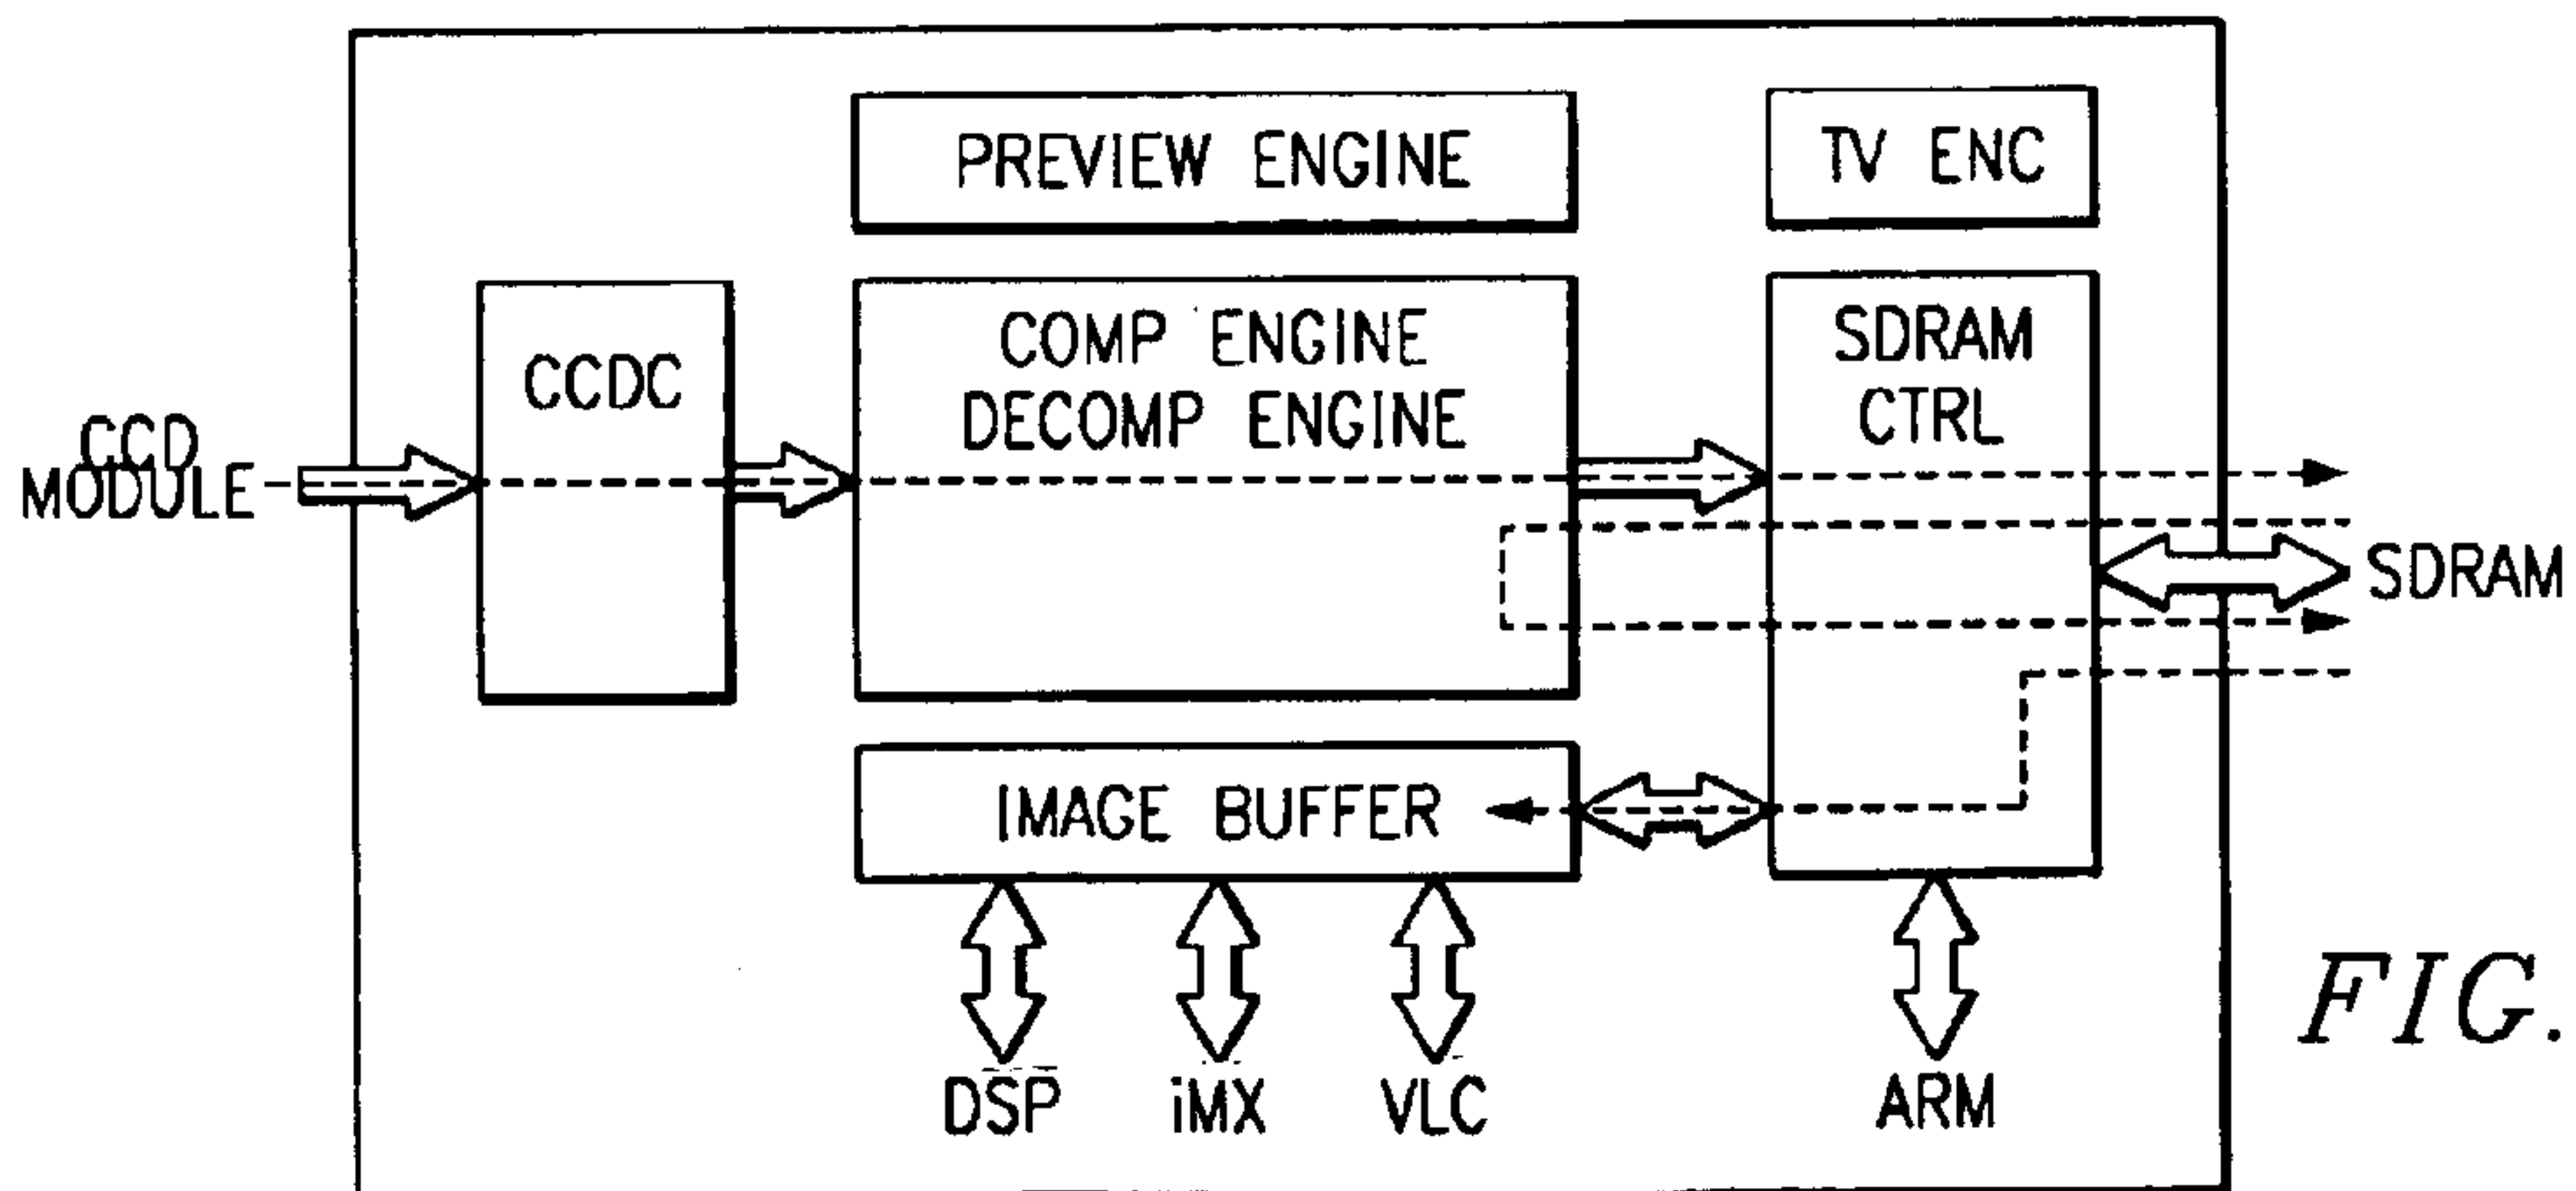 PREVIEW ENGINE
TV ENC
CCD
MODULE
CCDC
COMP ENGINE
DECOMP ENGINE
SDRAM
CTRL
SDRAM
IMAGE BUFFER
DSP
iMX
VLC
ARM
FIG.